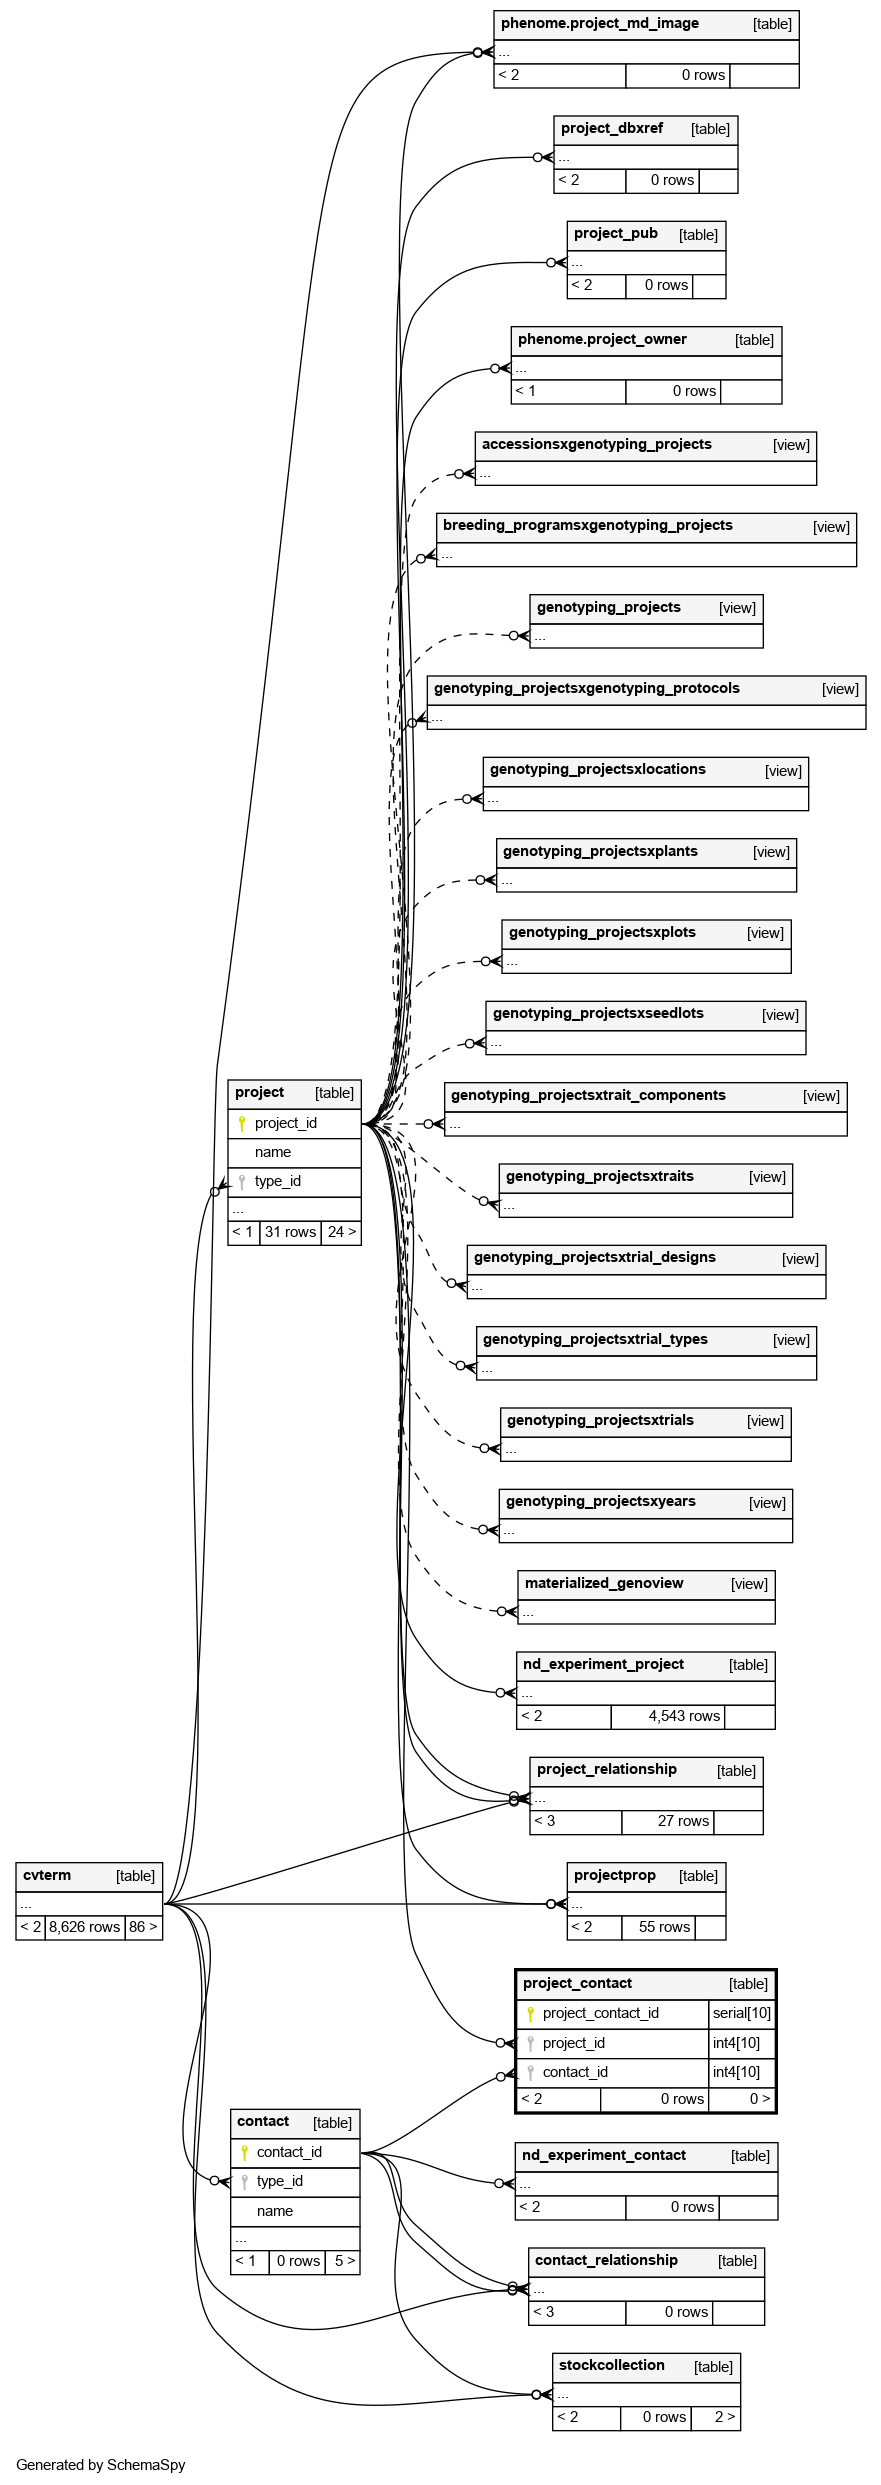 phenome.project_md_image [table]
...
< 2 0 rows
project_dbxref [table]
...
< 2 0 rows
project_pub [table]
...
< 2 0 rows
phenome.project_owner [table]
...
< 1 0 rows
accessionsxgenotyping_projects [view]
...
breeding_programsxgenotyping_projects [view]
...
genotyping_projects [view]
...
genotyping_projectsxgenotyping_protocols [view]
...
genotyping_projectsxlocations [view]
...
genotyping_projectsxplants [view]
...
genotyping_projectsxplots [view]
...
genotyping_projectsxseedlots [view]
...
project [table]
project_id
name
type_id
...
< 1 31 rows 24 >
genotyping_projectsxtrait_components [view]
...
genotyping_projectsxtraits [view]
...
genotyping_projectsxtrial_designs [view]
...
genotyping_projectsxtrial_types [view]
...
genotyping_projectsxtrials [view]
...
genotyping_projectsxyears [view]
...
materialized_genoview [view]
...
nd_experiment_project [table]
...
< 2 4,543 rows
project_relationship [table]
...
< 3 27 rows
cvterm [table]
...
< 2 8,626 rows 86 >
projectprop [table]
...
< 2 55 rows
project_contact [table]
project_contact_id serial[10]
project_id int4[10]
contact_id int4[10]
< 2 0 rows 0 >
contact [table]
contact_id
type_id
name
...
< 1 0 rows 5 >
nd_experiment_contact [table]
...
< 2 0 rows
contact_relationship [table]
...
< 3 0 rows
stockcollection [table]
...
< 2 0 rows 2 >
Generated by SchemaSpy